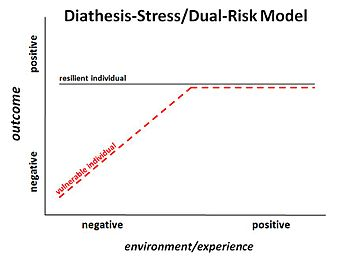 Diathesis-Stress/Dual-Risk Model
positive
resilient individual
outcome
vulnerable individual
negative
negative
positive
environment/experience